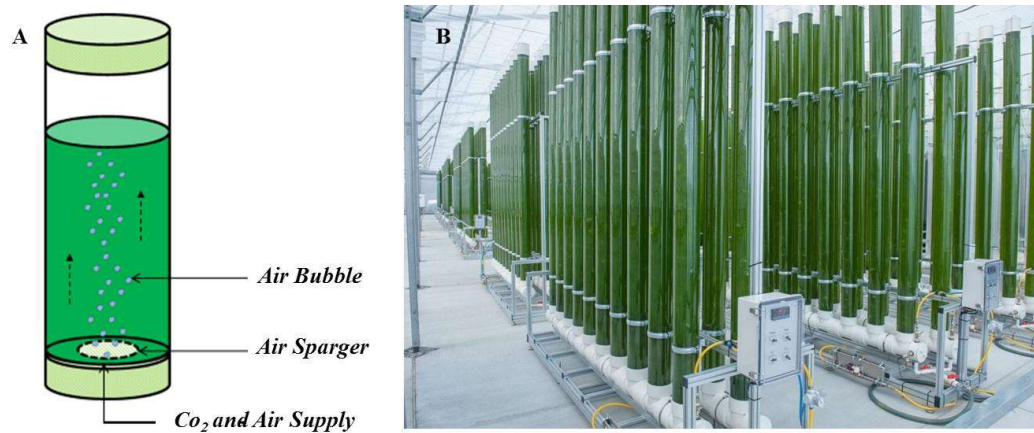 A
B
Air Bubble
Air Sparger
Co₂ and Air Supply